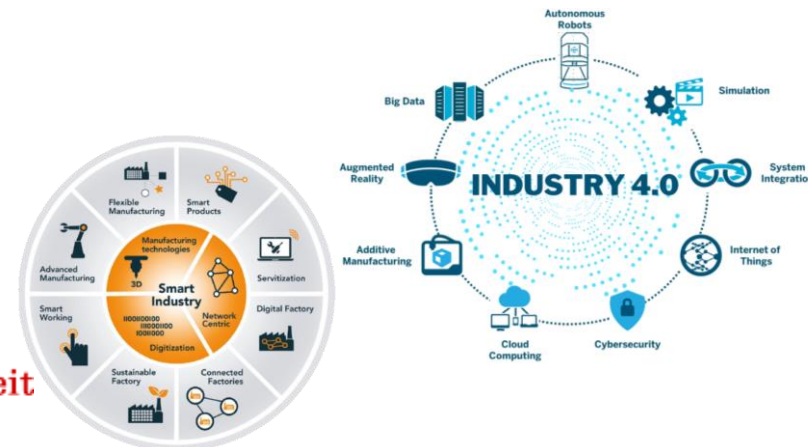 Autonomous
Robots
Big Data
Simulation
Augmented
Reality
INDUSTRY 4.0
System
Integratio
Additive
Manufacturing
Internet of
Things
Cloud
Computing
Cybersecurity
Flexible
Manufacturing
Smart
Products
Advanced
Manufacturing
Manufacturing
technologies
3D
Servitization
Smart
Industry
Network
Centric
Smart
Working
Digital Factory
Digitization
Sustainable
Factory
Connected
Factories
eit